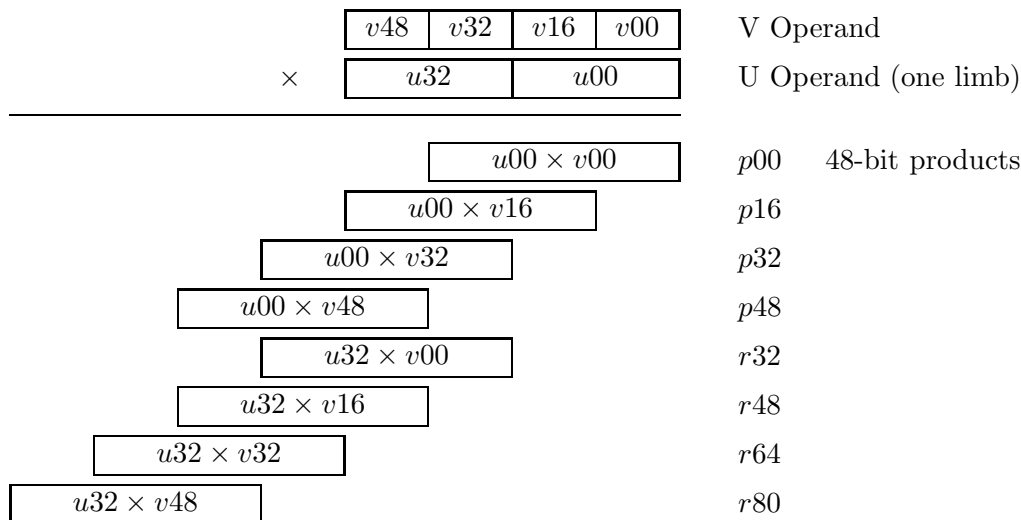 v48 v32 v16 v00 V Operand
× u32 u00 U Operand (one limb)
u00 × v00 p00 48-bit products
u00 × v16 p16
u00 × v32 p32
u00 × v48 p48
u32 × v00 r32
u32 × v16 r48
u32 × v32 r64
u32 × v48 r80